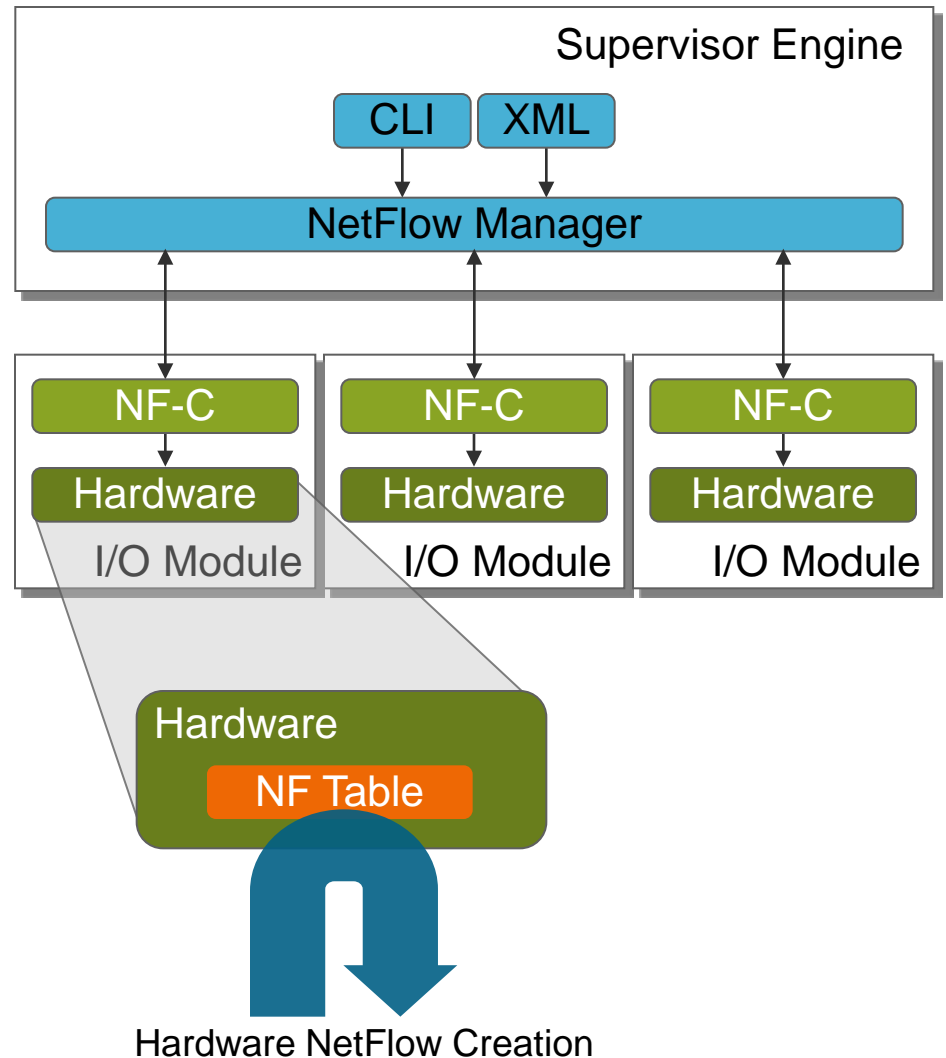 Supervisor Engine
CLI
XML
NetFlow Manager
NF-C
NF-C
NF-C
Hardware
Hardware
Hardware
I/O Module
I/O Module
I/O Module
Hardware
NF Table
Hardware NetFlow Creation